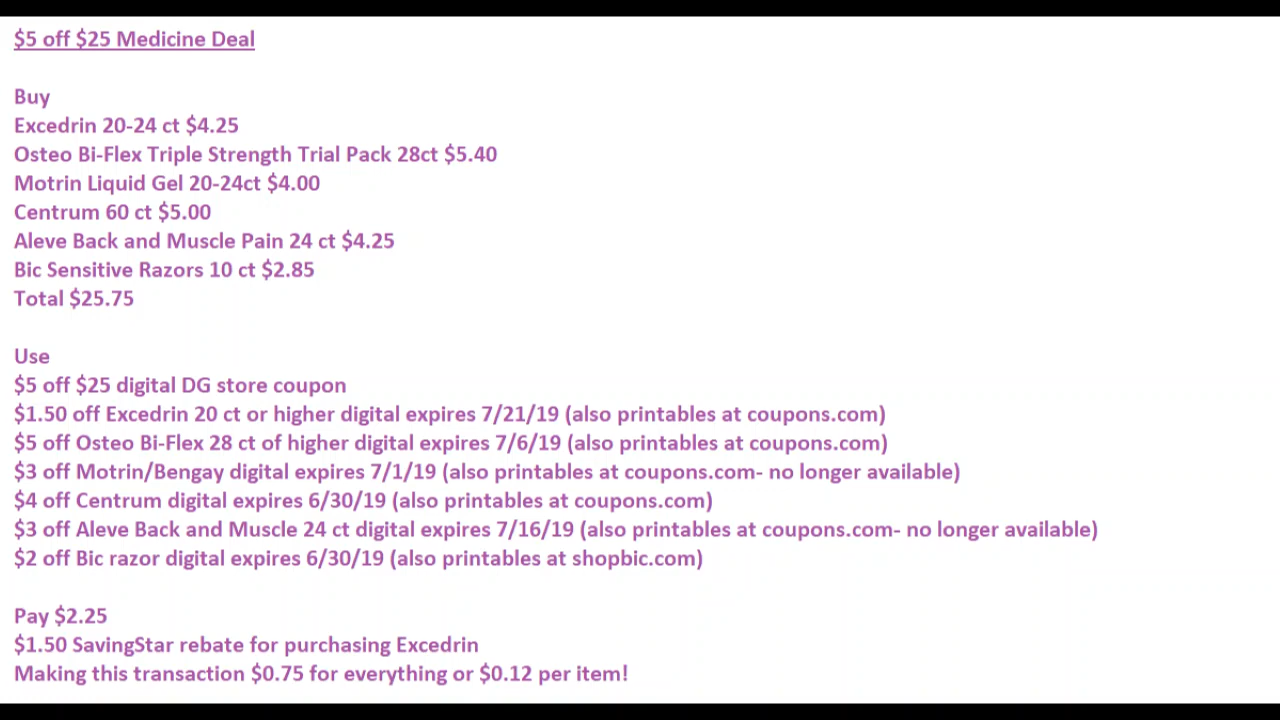 $5 off $25 Medicine Deal
Buy
Excedrin 20-24 ct $4.25
Osteo Bi-Flex Triple Strength Trial Pack 28ct $5.40
Motrin Liquid Gel 20-24ct $4.00
Centrum 60 ct $5.00
Aleve Back and Muscle Pain 24 ct $4.25
Bic Sensitive Razors 10 ct $2.85
Total $25.75
Use
$5 off $25 digital DG store coupon
$1.50 off Excedrin 20 ct or higher digital expires 7/21/19 (also printables at coupons.com)
$5 off Osteo Bi-Flex 28 ct of higher digital expires 7/6/19 (also printables at coupons.com)
$3 off Motrin/Bengay digital expires 7/1/19 (also printables at coupons.com- no longer available)
$4 off Centrum digital expires 6/30/19 (also printables at coupons.com)
$3 off Aleve Back and Muscle 24 ct digital expires 7/16/19 (also printables at coupons.com- no longer available)
$2 off Bic razor digital expires 6/30/19 (also printables at shopbic.com)
Pay $2.25
$1.50 SavingStar rebate for purchasing Excedrin
Making this transaction $0.75 for everything or $0.12 per item!